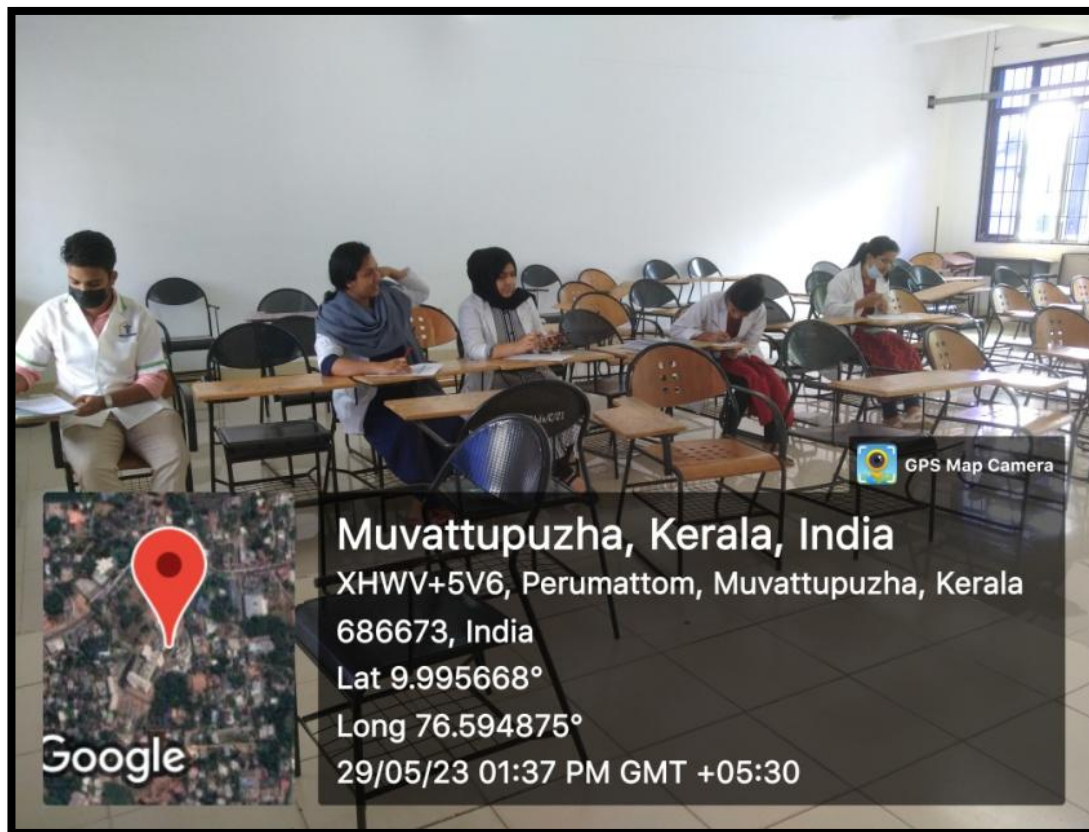 GPS Map Camera
Muvattupuzha, Kerala, India
XHWV+5V6, Perumattom, Muvattupuzha, Kerala
686673, India
Lat 9.995668°
Long 76.594875°
29/05/23 01:37 PM GMT +05:30
Google